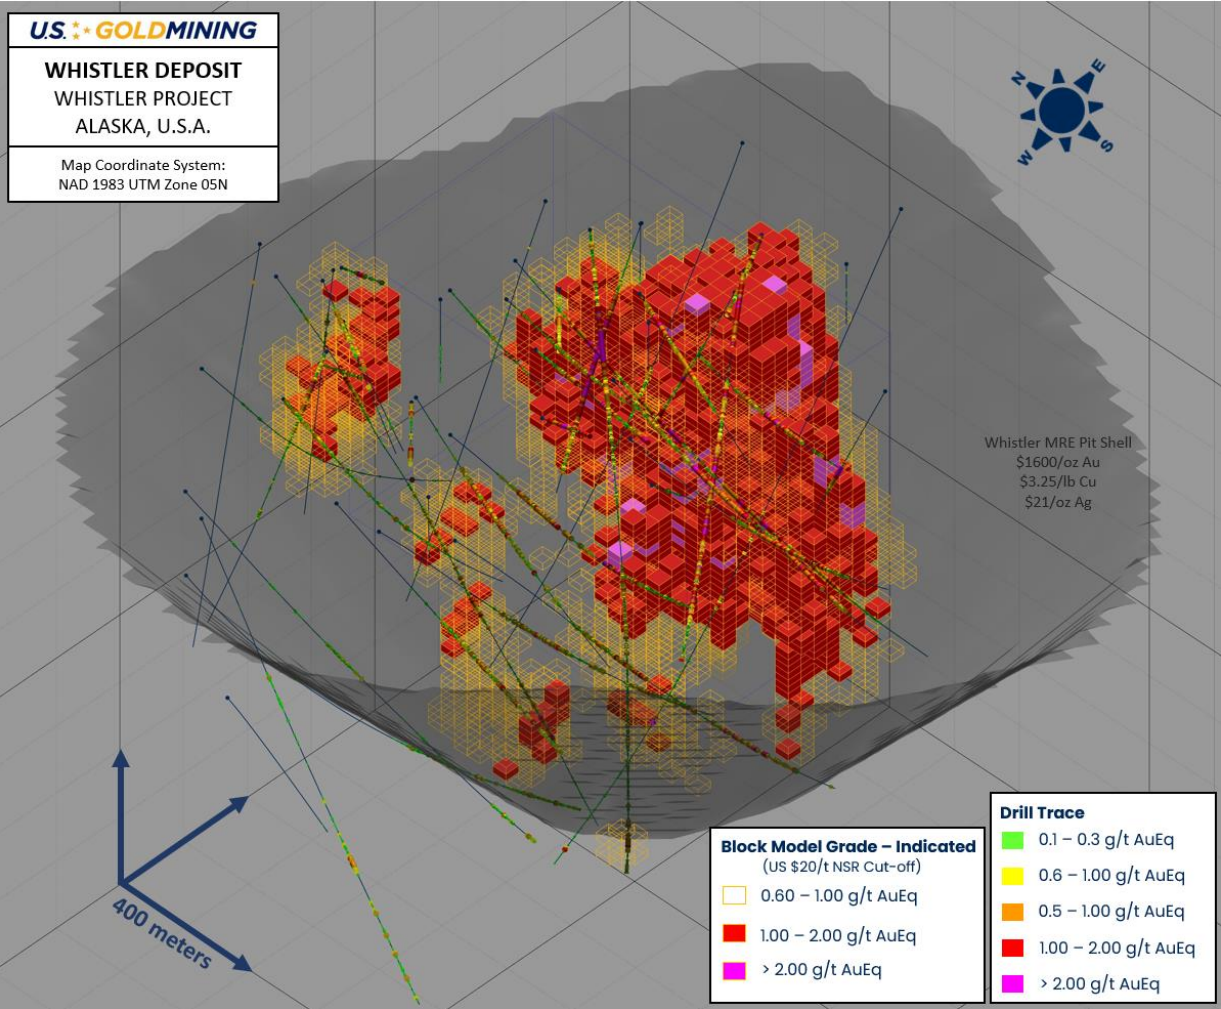 U.S. GOLDMINING
WHISTLER DEPOSIT
WHISTLER PROJECT
ALASKA, U.S.A.
Map Coordinate System:
NAD 1983 UTM Zone 05N
N
E
W
S
Whistler MRE Pit Shell
$1600/oz Au
$3.25/lb Cu
$21/oz Ag
400 meters
Block Model Grade – Indicated
(US $20/t NSR Cut-off)
0.60 – 1.00 g/t AuEq
1.00 – 2.00 g/t AuEq
> 2.00 g/t AuEq
Drill Trace
0.1 – 0.3 g/t AuEq
0.6 – 1.00 g/t AuEq
0.5 – 1.00 g/t AuEq
1.00 – 2.00 g/t AuEq
> 2.00 g/t AuEq